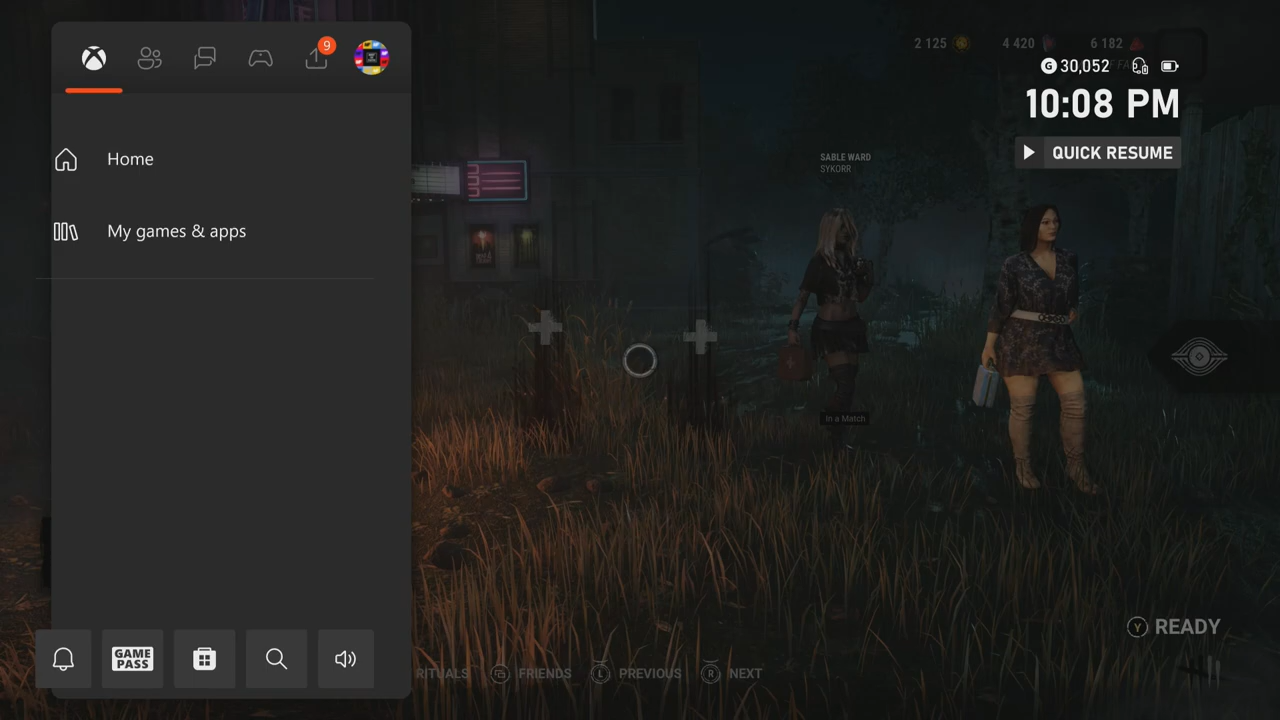 9
2 125
4 420
6 182
G 30,052
10:08 PM
QUICK RESUME
Home
My games & apps
SABLE WARD
SYKORR
In a Match
GAME
PASS
Y READY
RITUALS
FRIENDS
L PREVIOUS
R NEXT